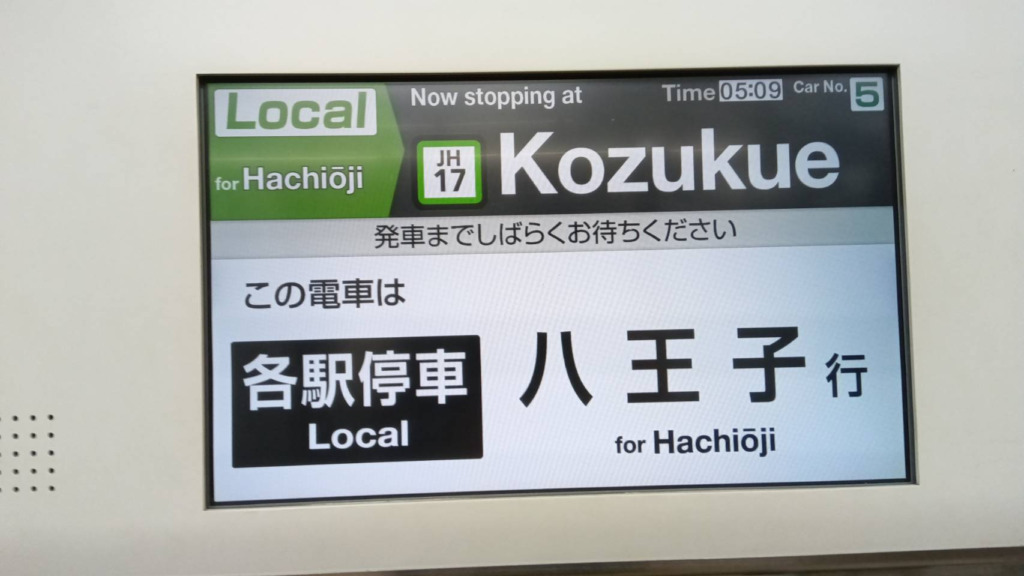 Local
for Hachiōji
Now stopping at
Time 05:09
Car No. 5
JH
17
Kozukue
発車までしばらくお待ちください
この電車は
各駅停車
Local
八王子行
for Hachiōji